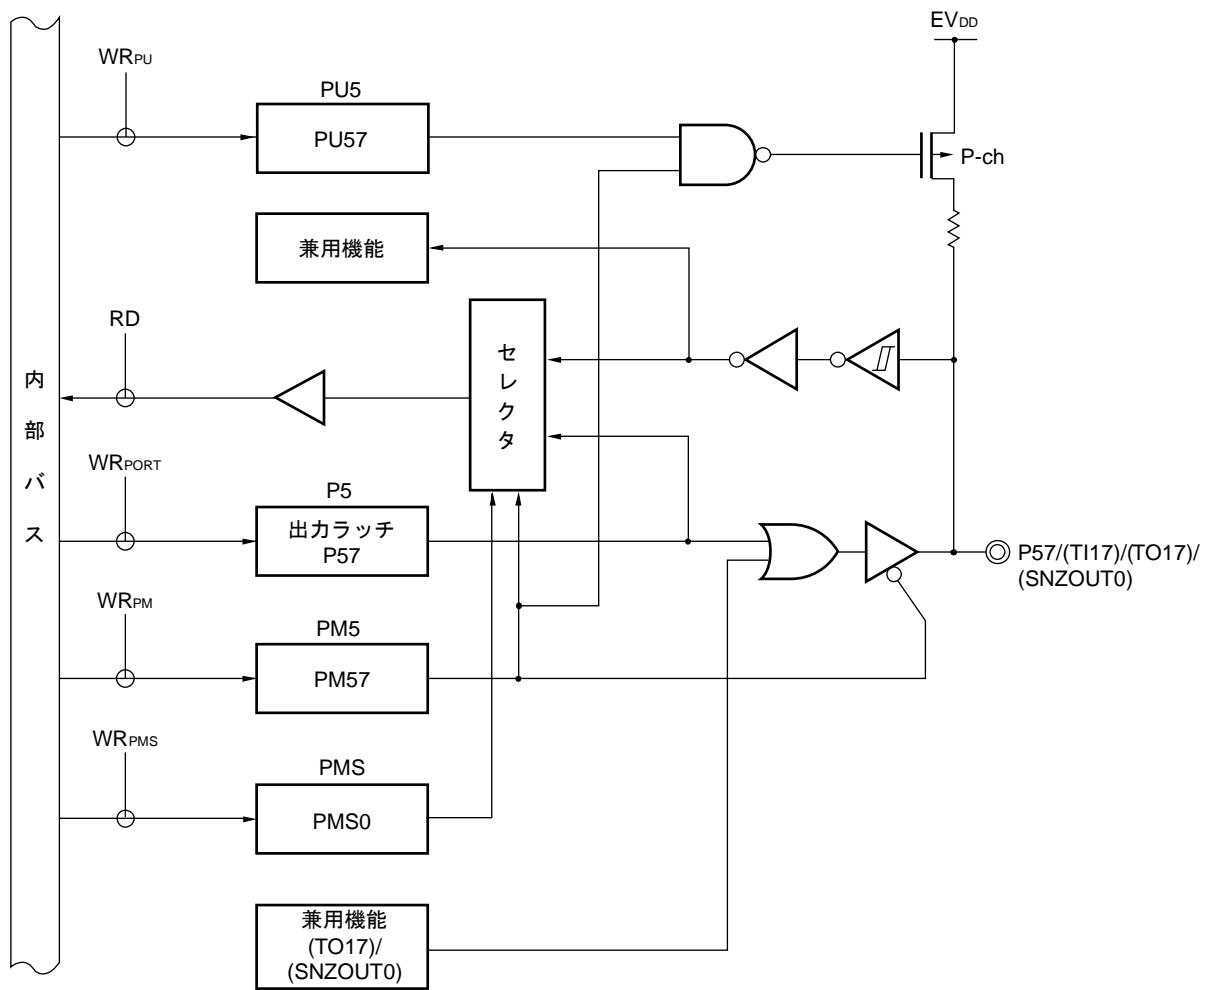 EVDD
WRPU
PU5
PU57
P-ch
兼用機能
RD
セレクタ
内部バス
WRPORT
P5
出力ラッチ
P57
P57/(TI17)/(TO17)/
(SNZOUT0)
WRPM
PM5
PM57
WRPMS
PMS
PMS0
兼用機能
(TO17)/
(SNZOUT0)